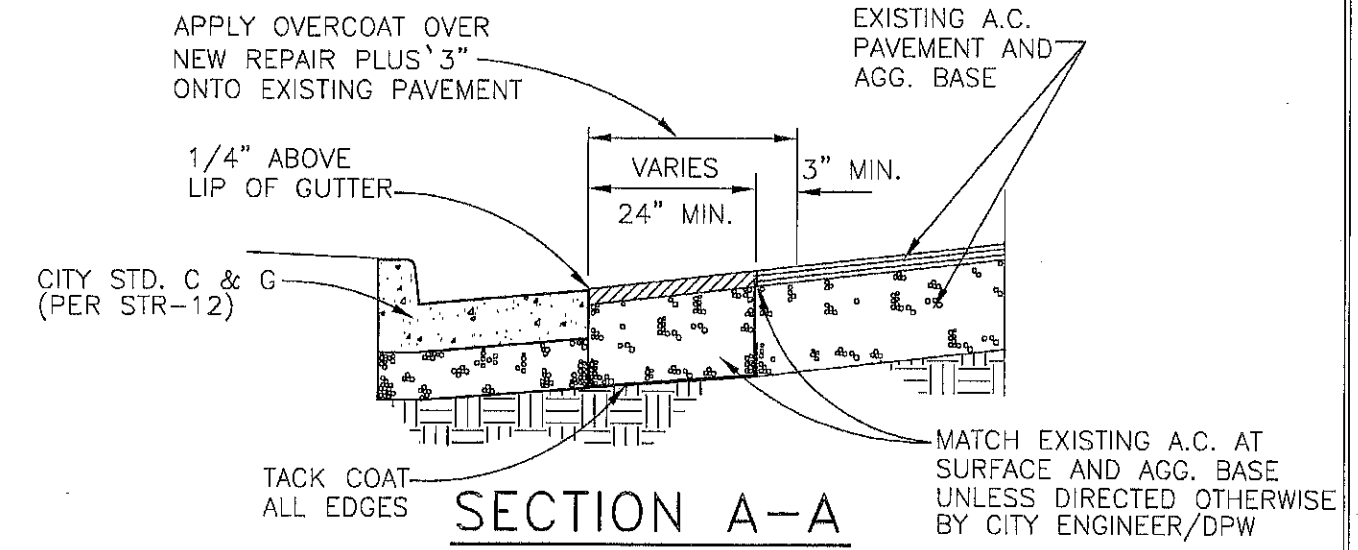 APPLY OVERCOAT OVER
NEW REPAIR PLUS 3"
ONTO EXISTING PAVEMENT
EXISTING A.C.
PAVEMENT AND
AGG. BASE
1/4" ABOVE
LIP OF GUTTER
VARIES
24" MIN.
3" MIN.
CITY STD. C & G
(PER STR-12)
TACK COAT
ALL EDGES
MATCH EXISTING A.C. AT
SURFACE AND AGG. BASE
UNLESS DIRECTED OTHERWISE
BY CITY ENGINEER/DPW
SECTION A-A